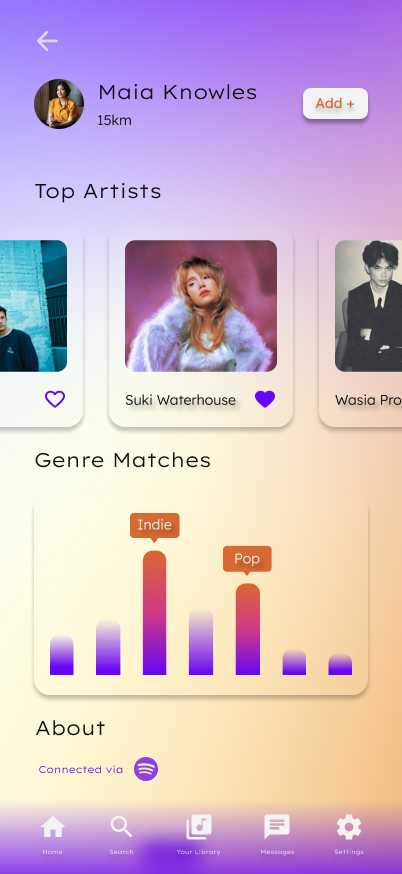 Maia Knowles
15km
Add +
Top Artists
Suki Waterhouse
Wasia Proj
Genre Matches
Indie
Pop
About
Connected via
Home
Search
Your Library
Messages
Settings